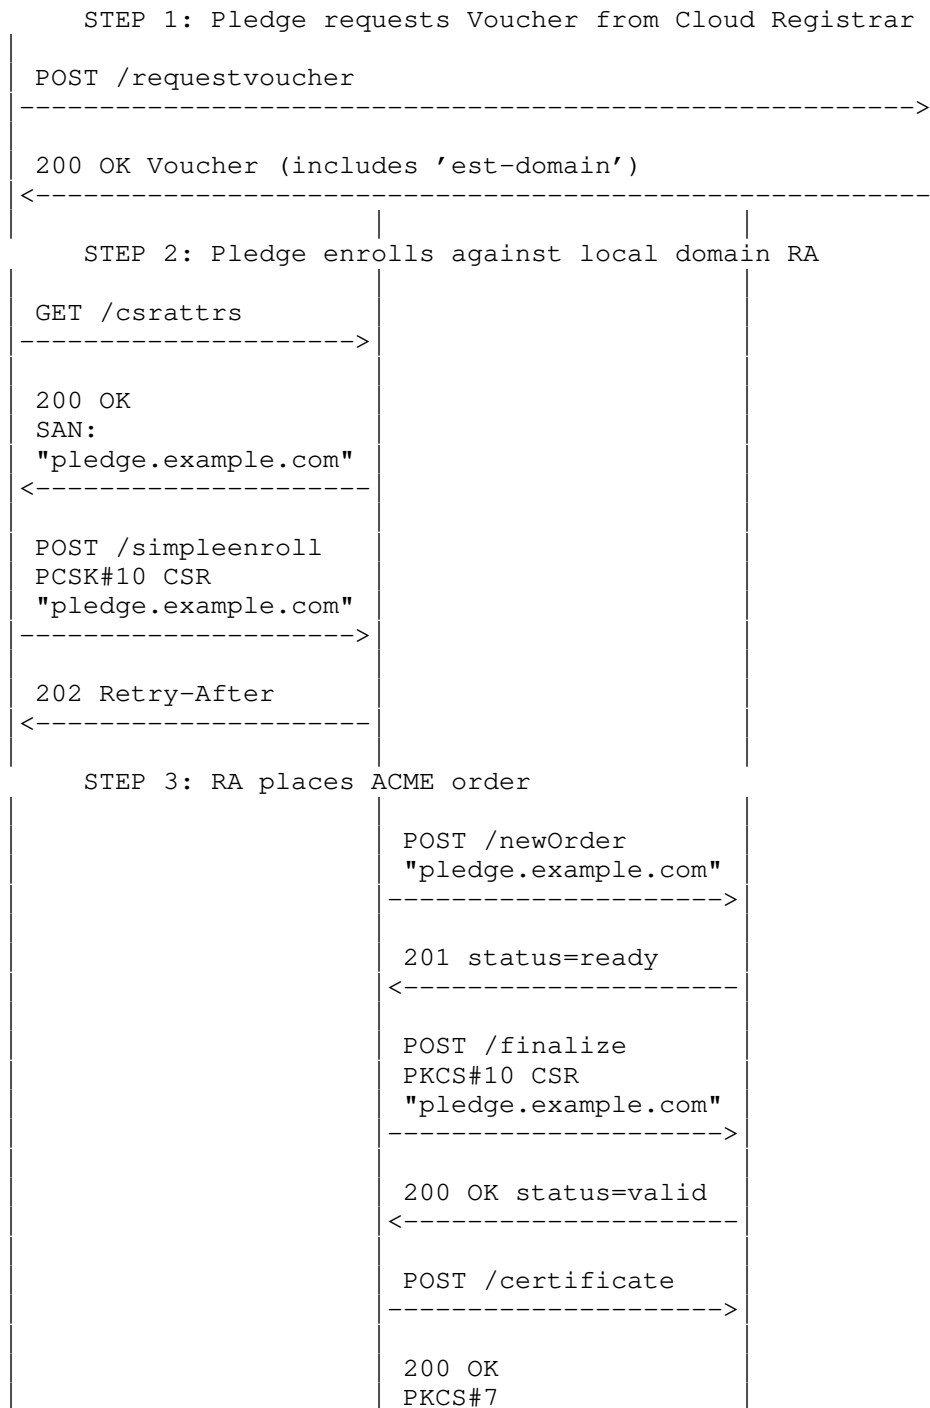 STEP 1: Pledge requests Voucher from Cloud Registrar
POST /requestvoucher
200 OK Voucher (includes ’est-domain’)
STEP 2: Pledge enrolls against local domain RA
GET /csrattrs
200 OK
SAN:
"pledge.example.com"
POST /simpleenroll
PCSK#10 CSR
"pledge.example.com"
202 Retry-After
STEP 3: RA places ACME order
POST /newOrder
"pledge.example.com"
201 status=ready
POST /finalize
PKCS#10 CSR
"pledge.example.com"
200 OK status=valid
POST /certificate
200 OK
PKCS#7